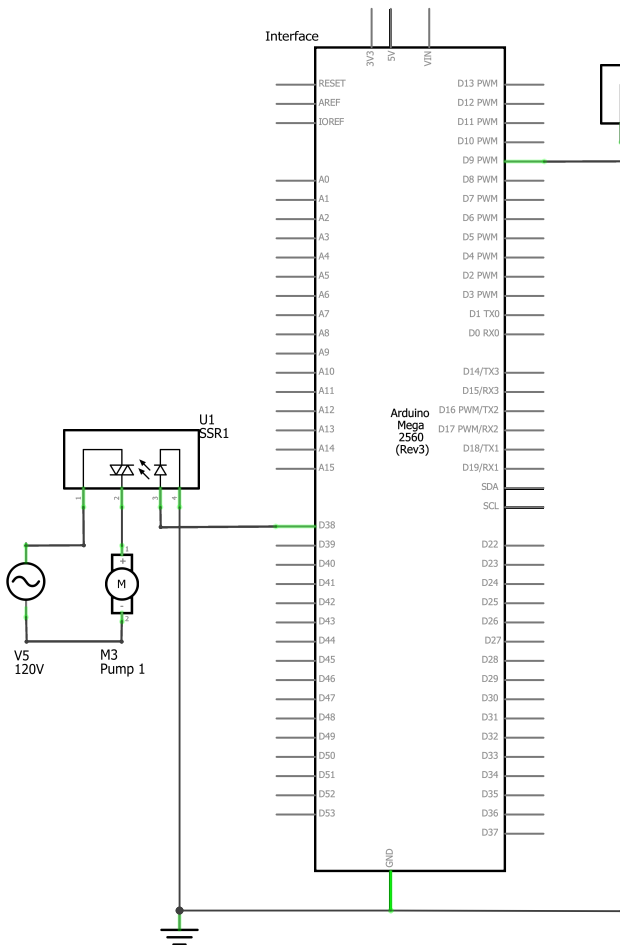 Interface
3V3
5V
VIN
RESET
AREF
IOREF
A0
A1
A2
A3
A4
A5
A6
A7
A8
A9
A10
A11
A12
A13
A14
A15
D38
D39
D40
D41
D42
D43
D44
D45
D46
D47
D48
D49
D50
D51
D52
D53
Arduino
Mega
2560
(Rev3)
D13 PWM
D12 PWM
D11 PWM
D10 PWM
D9 PWM
D8 PWM
D7 PWM
D6 PWM
D5 PWM
D4 PWM
D2 PWM
D3 PWM
D1 TX0
D0 RX0
D14/TX3
D15/RX3
D16 PWM/TX2
D17 PWM/RX2
D18/TX1
D19/RX1
SDA
SCL
D22
D23
D24
D25
D26
D27
D28
D29
D30
D31
D32
D33
D34
D35
D36
D37
GND
U1
SSR1
1
2
3
4
1
+
M
-
2
V5
120V
M3
Pump 1